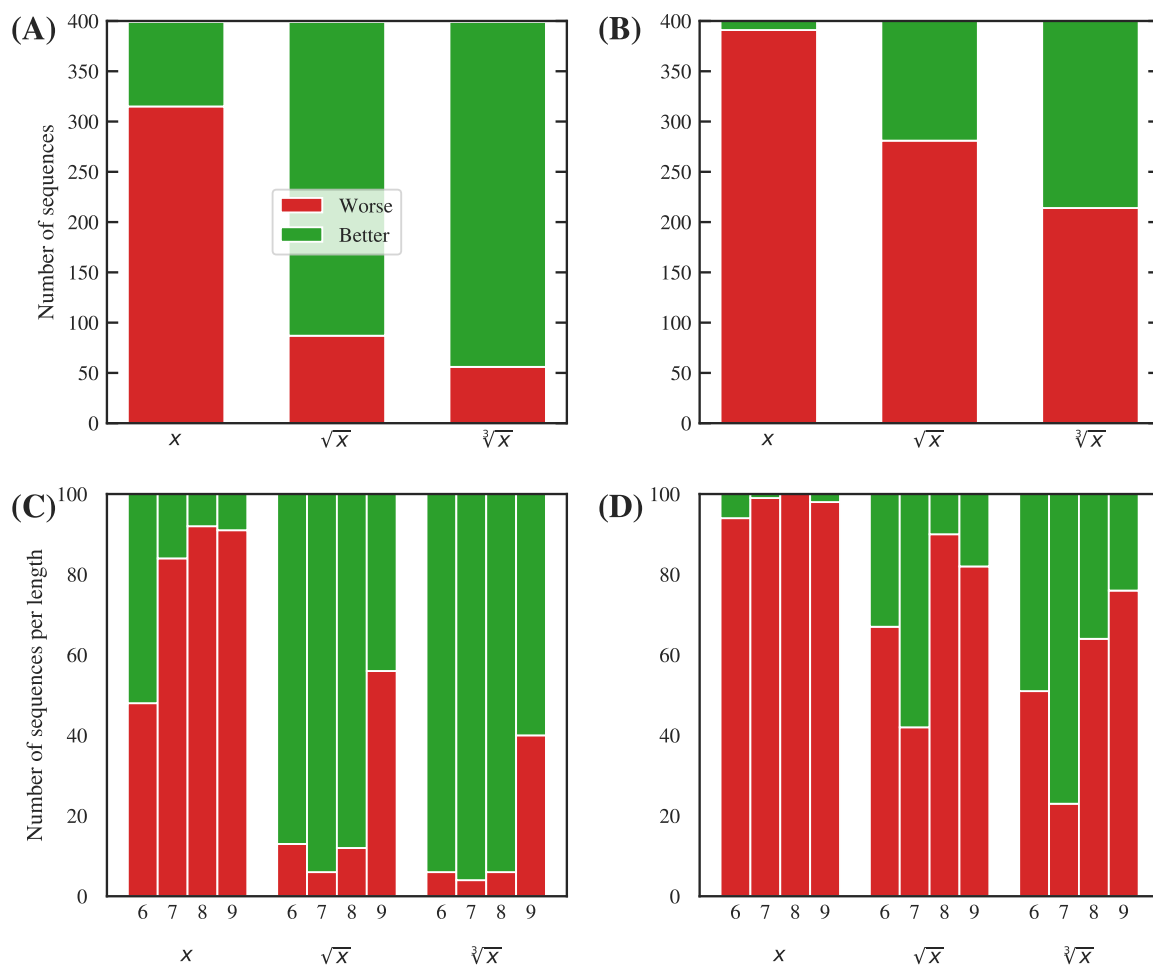 (A)
Number of sequences
400
350
300
250
200
150
100
50
0
Worse
Better
x
√x
∛x
(B)
400
350
300
250
200
150
100
50
0
x
√x
∛x
(C)
Number of sequences per length
100
80
60
40
20
0
6 7 8 9 6 7 8 9 6 7 8 9
x √x ∛x
(D)
100
80
60
40
20
0
6 7 8 9 6 7 8 9 6 7 8 9
x √x ∛x